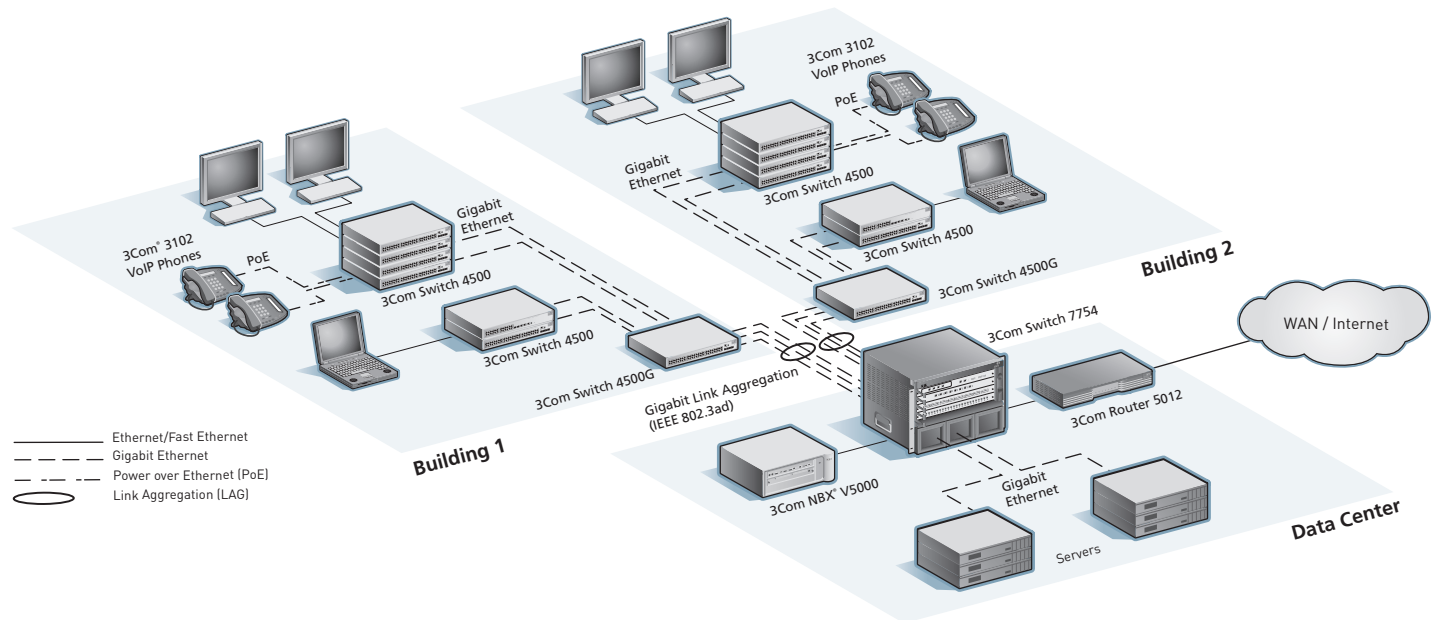 3Com 3102
VoIP Phones
PoE
Gigabit
Ethernet
3Com Switch 4500
3Com Switch 4500
3Com Switch 4500G
Building 2
3Com® 3102
VoIP Phones
PoE
Gigabit
Ethernet
3Com Switch 4500
3Com Switch 4500
3Com Switch 4500G
Building 1
Gigabit Link Aggregation
(IEEE 802.3ad)
3Com Switch 7754
WAN / Internet
3Com Router 5012
3Com NBX® V5000
Gigabit
Ethernet
Servers
Data Center
Ethernet/Fast Ethernet
Gigabit Ethernet
Power over Ethernet (PoE)
Link Aggregation (LAG)